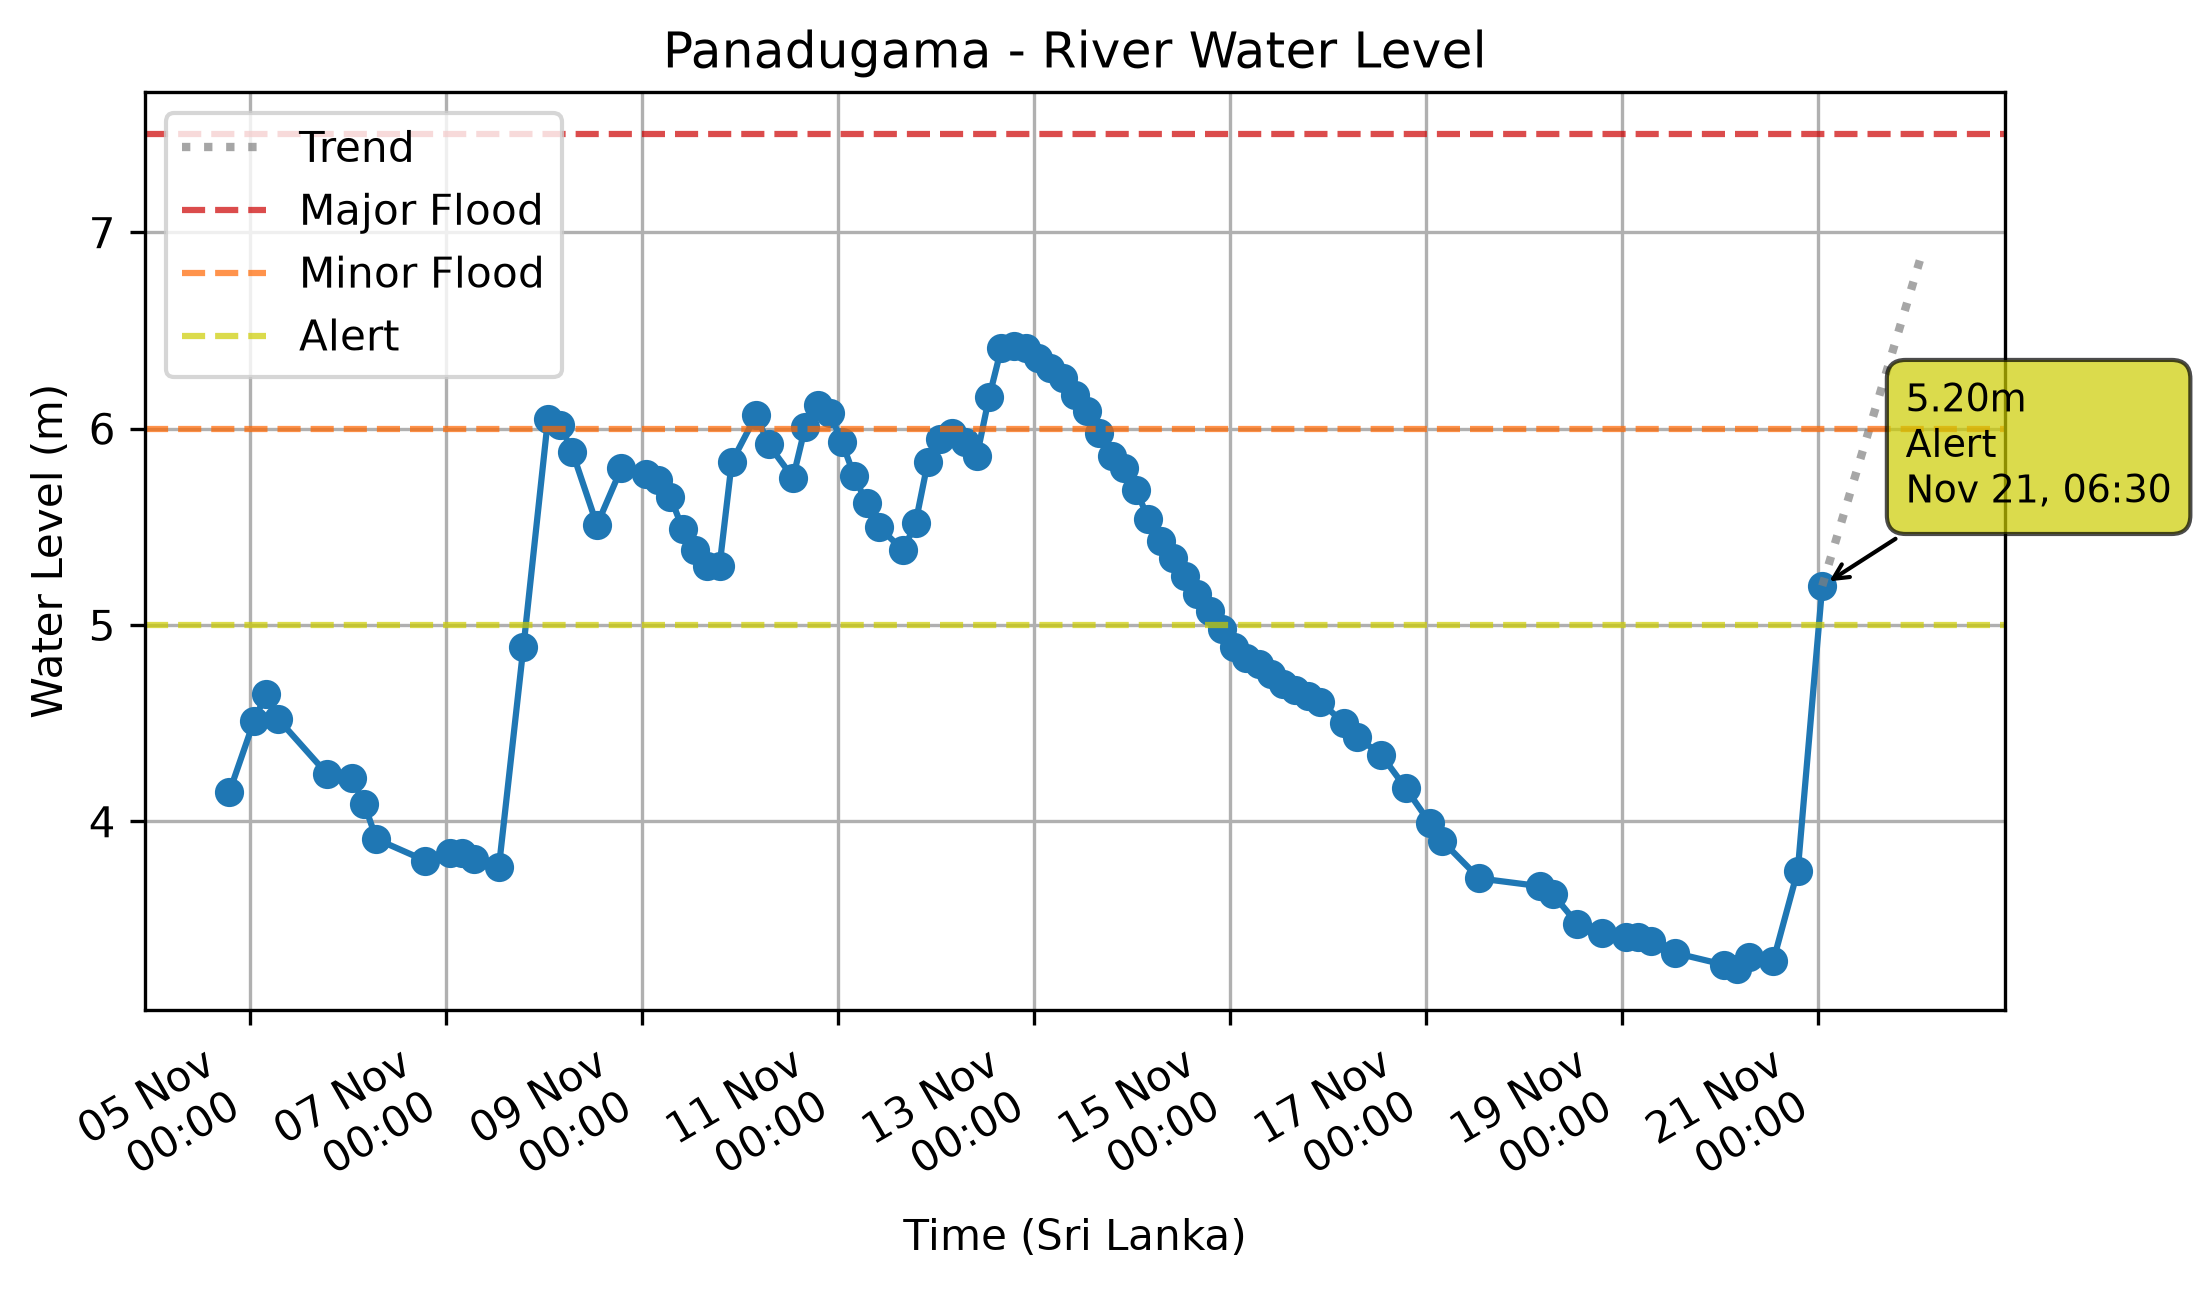 Panadugama - River Water Level
Trend
Major Flood
Minor Flood
Alert
7
6
5
4
Water Level (m)
5.20m
Alert
Nov 21, 06:30
05 Nov
00:00
07 Nov
00:00
09 Nov
00:00
11 Nov
00:00
13 Nov
00:00
15 Nov
00:00
17 Nov
00:00
19 Nov
00:00
21 Nov
00:00
Time (Sri Lanka)